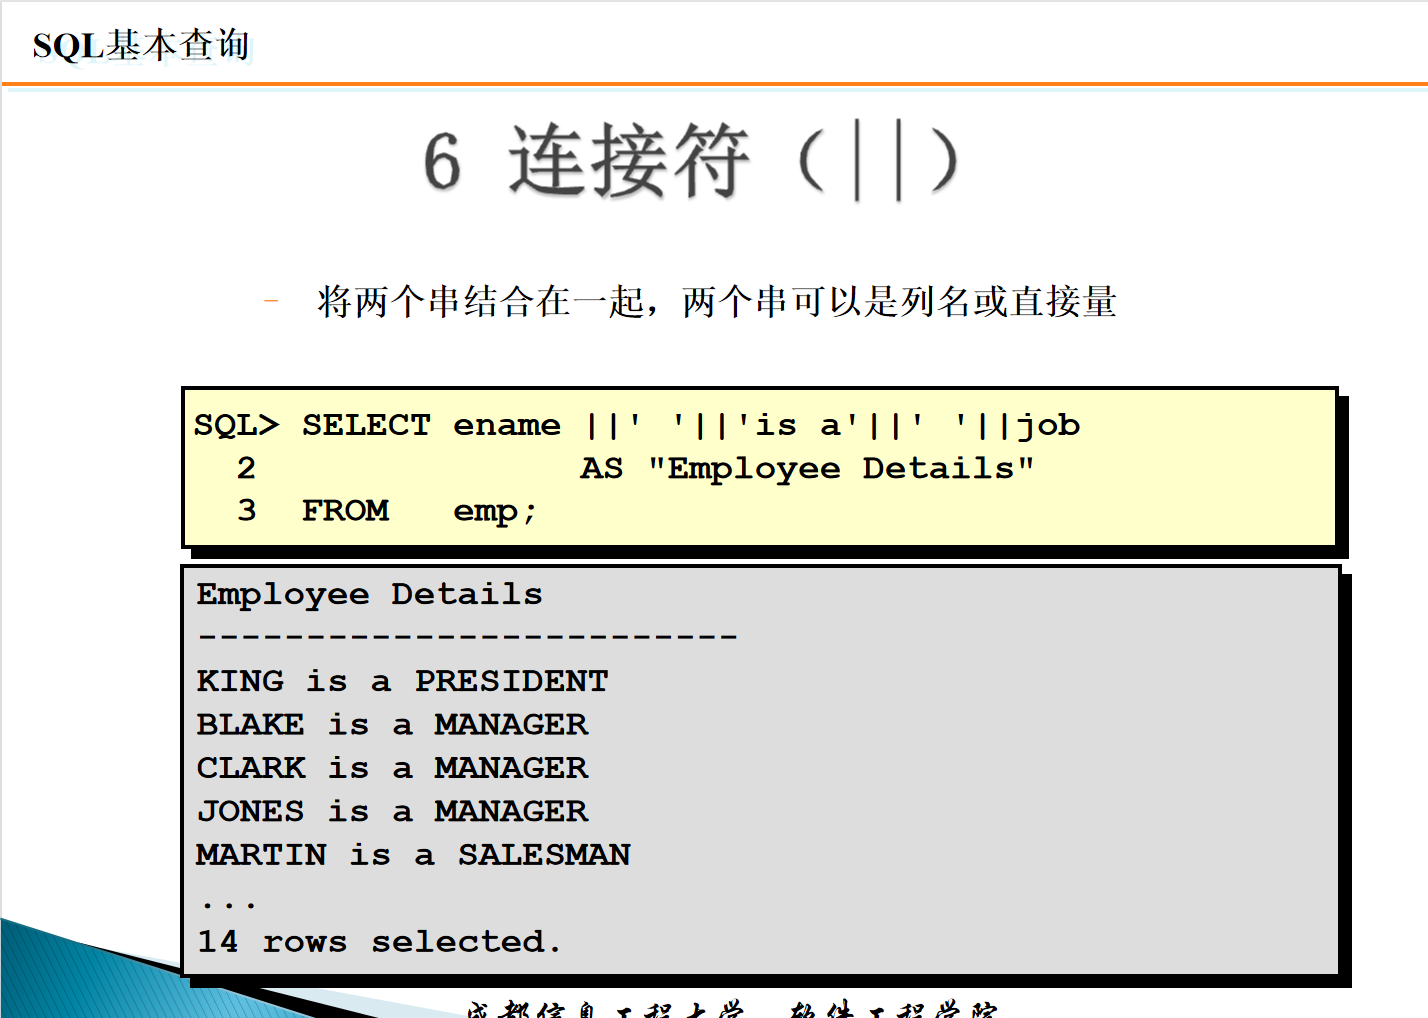 SQL基本查询
6 连接符（||）
– 将两个串结合在一起，两个串可以是列名或直接量
SQL> SELECT ename ||' '||'is a'||' '||job
2 AS "Employee Details"
3 FROM emp;
Employee Details
-------------------------
KING is a PRESIDENT
BLAKE is a MANAGER
CLARK is a MANAGER
JONES is a MANAGER
MARTIN is a SALESMAN
...
14 rows selected.
成都信息工程大学 软件工程学院